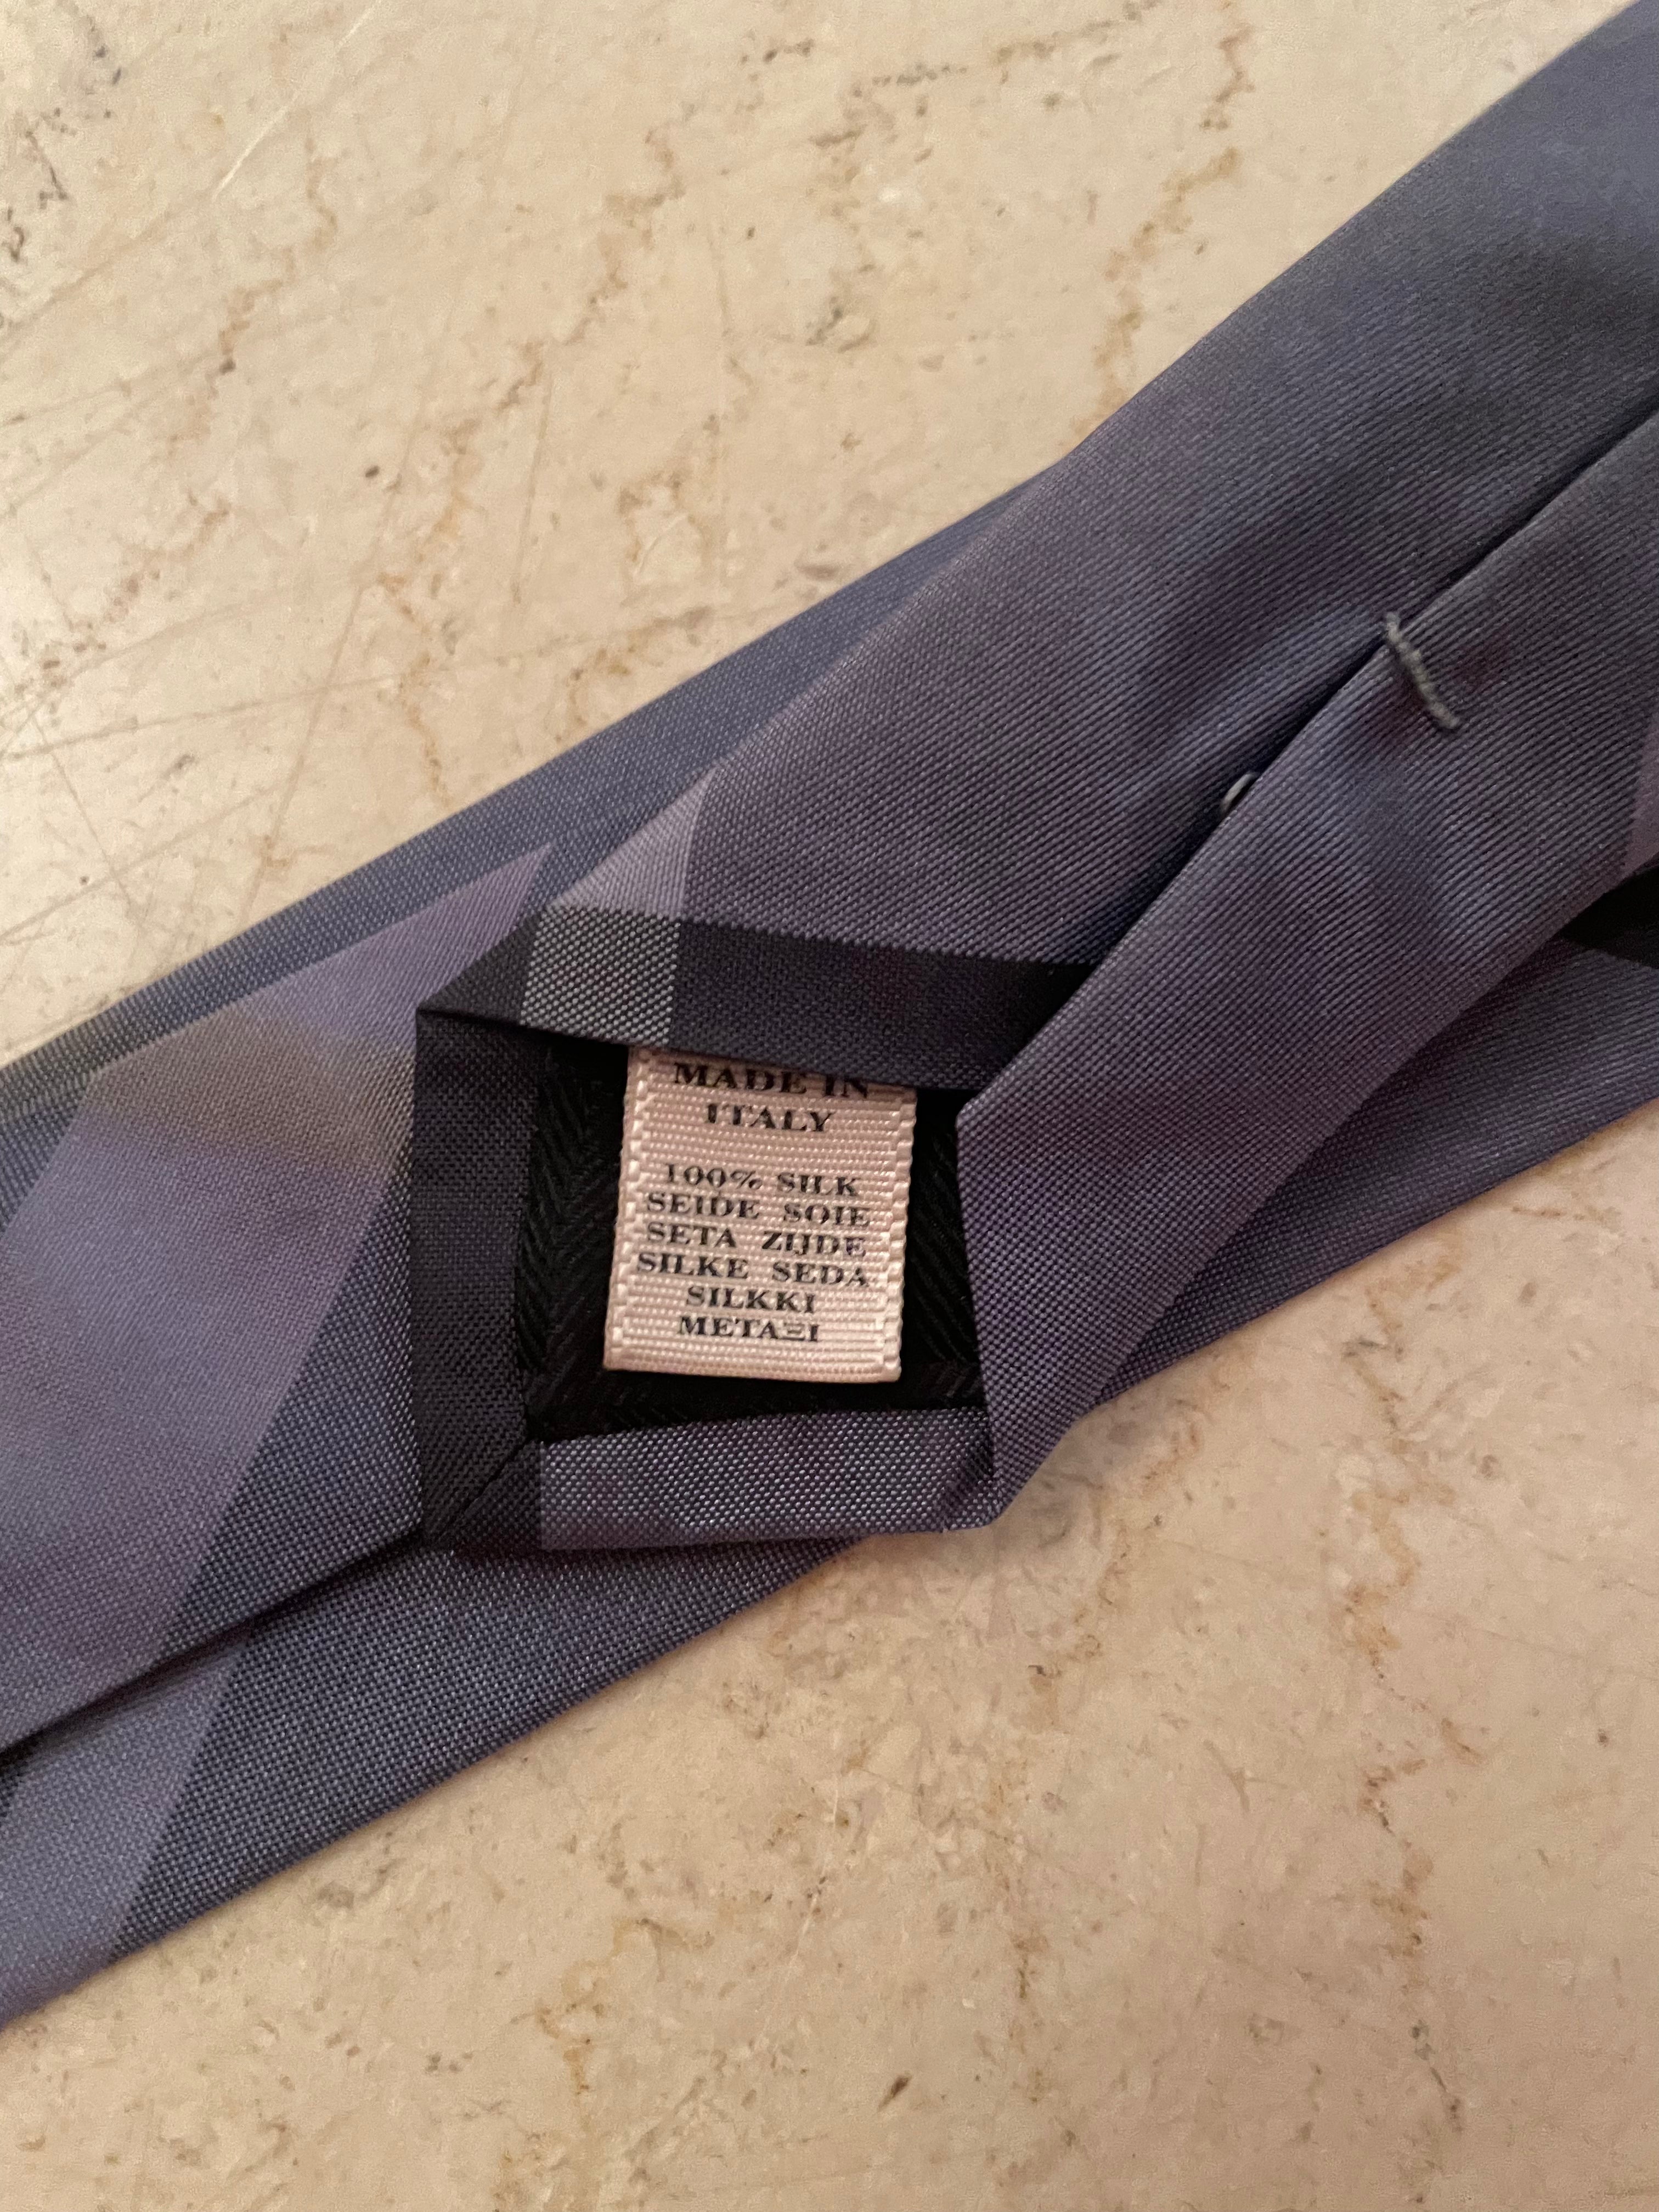 MADE IN
ITALY
100% SILK
SEIDE SOIE
SETA ZIJDE
SILKE SEDA
SILKKI
ΜΕΤΑΞΙ